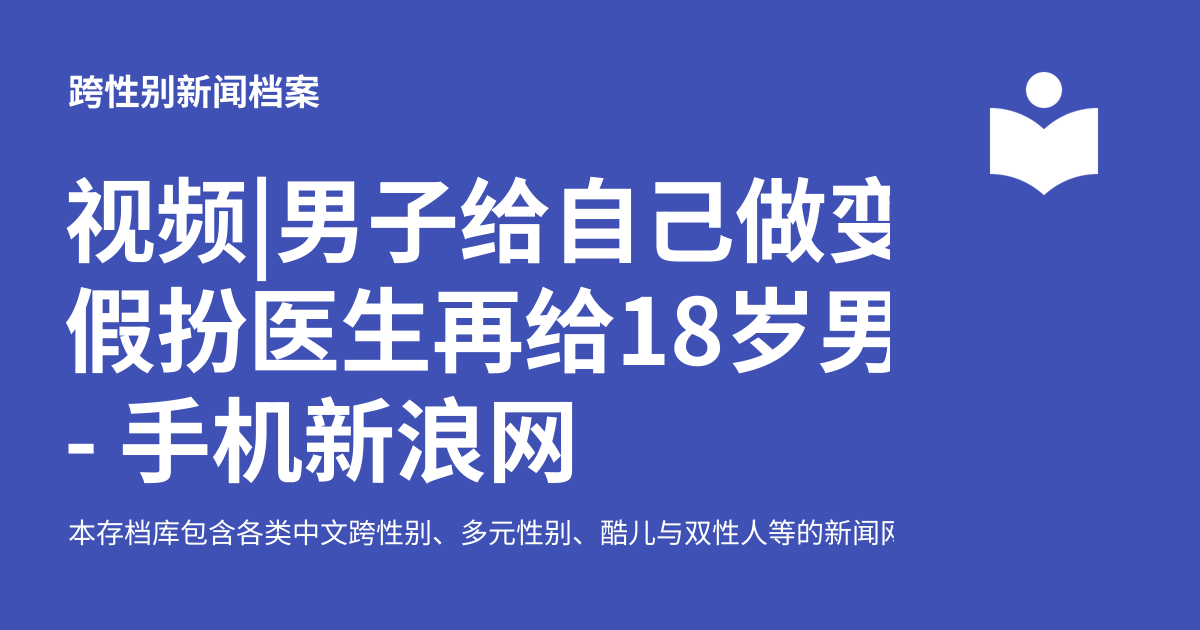 跨性别新闻档案
视频|男子给自己做变
假扮医生再给18岁男
- 手机新浪网
本存档库包含各类中文跨性别、多元性别、酷儿与双性人等的新闻网